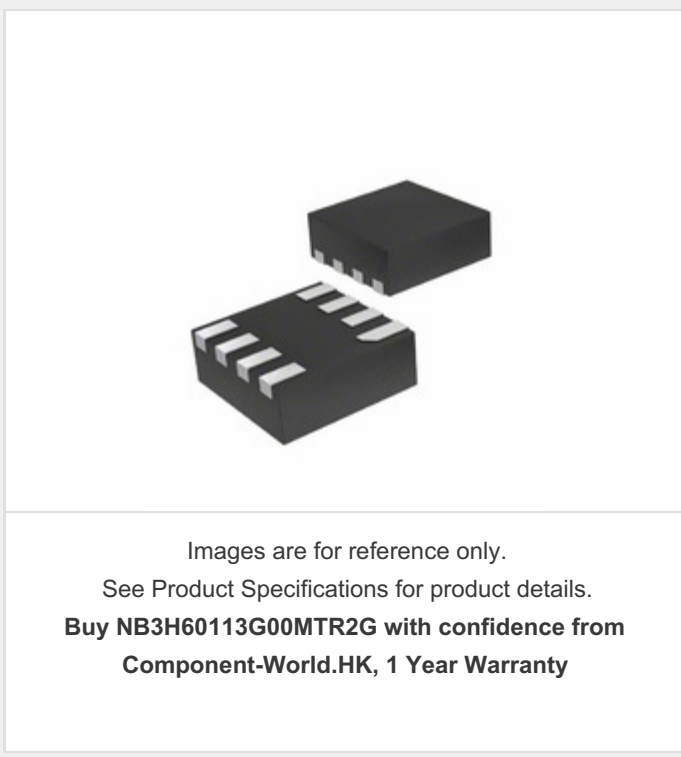 Images are for reference only.
See Product Specifications for product details.
Buy NB3H60113G00MTR2G with confidence from
Component-World.HK, 1 Year Warranty